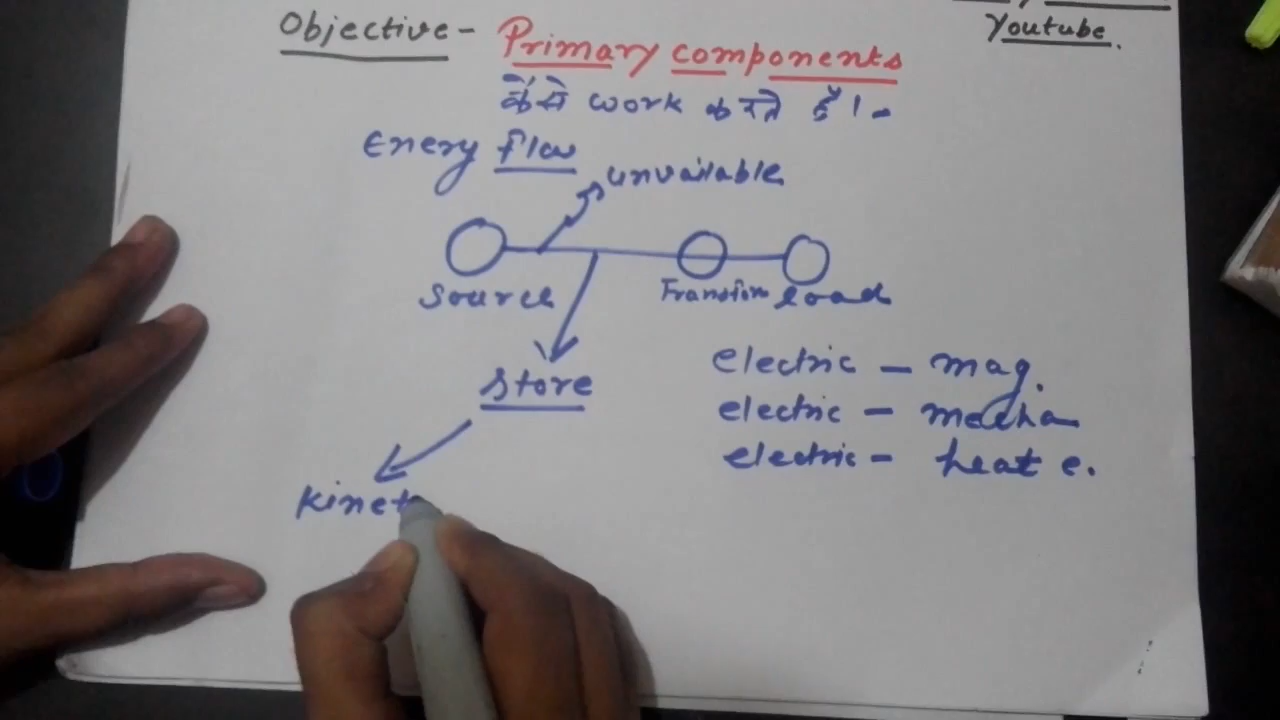 Objective - Primary components
Youtube.
कैसे work करते हैं।
Enery flow
unvailable
Source
load
Store
electric - mag.
electric - mecha
electric - heat e.
Kinet